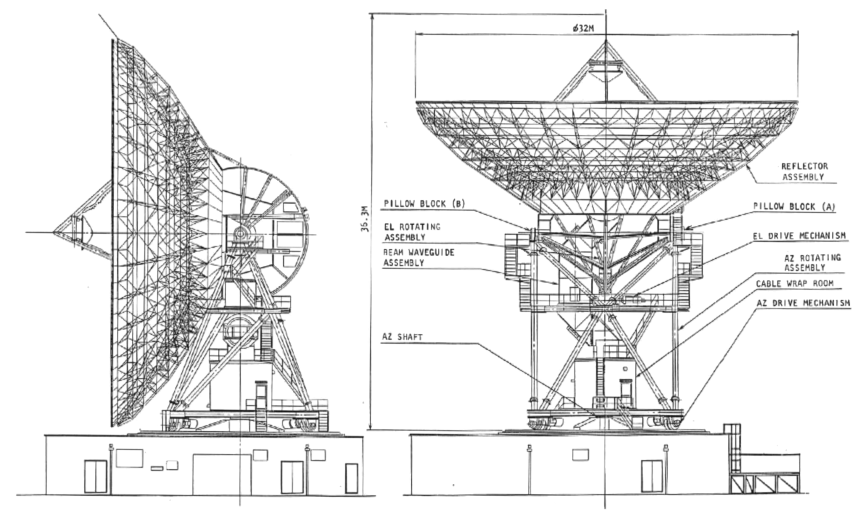 ø32M
36.3M
REFLECTOR
ASSEMBLY
PILLOW BLOCK (B)
PILLOW BLOCK (A)
EL ROTATING
ASSEMBLY
EL DRIVE MECHANISM
BEAM WAVEGUIDE
ASSEMBLY
AZ ROTATING
ASSEMBLY
CABLE WRAP ROOM
AZ DRIVE MECHANISM
AZ SHAFT